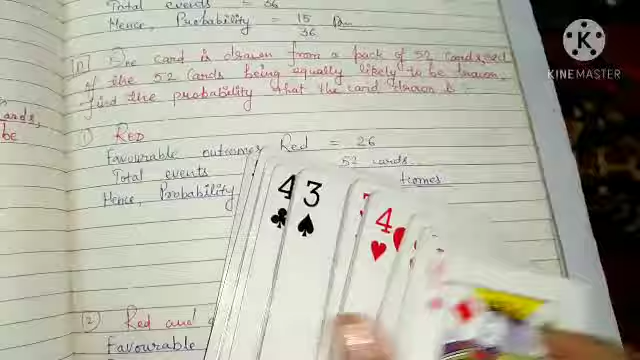 Total events = 36
Hence, Probability = 15/36 Ans
[n] One card is drawn from a pack of 52 cards, each
of the 52 cards being equally likely to be drawn.
Find the probability that the card drawn is
ards,
be
① Red
Favourable outcomes Red = 26
Total events 52 cards
Hence, Probability tcomes
② Red and
Favourable
4
3
4
KINEMASTER